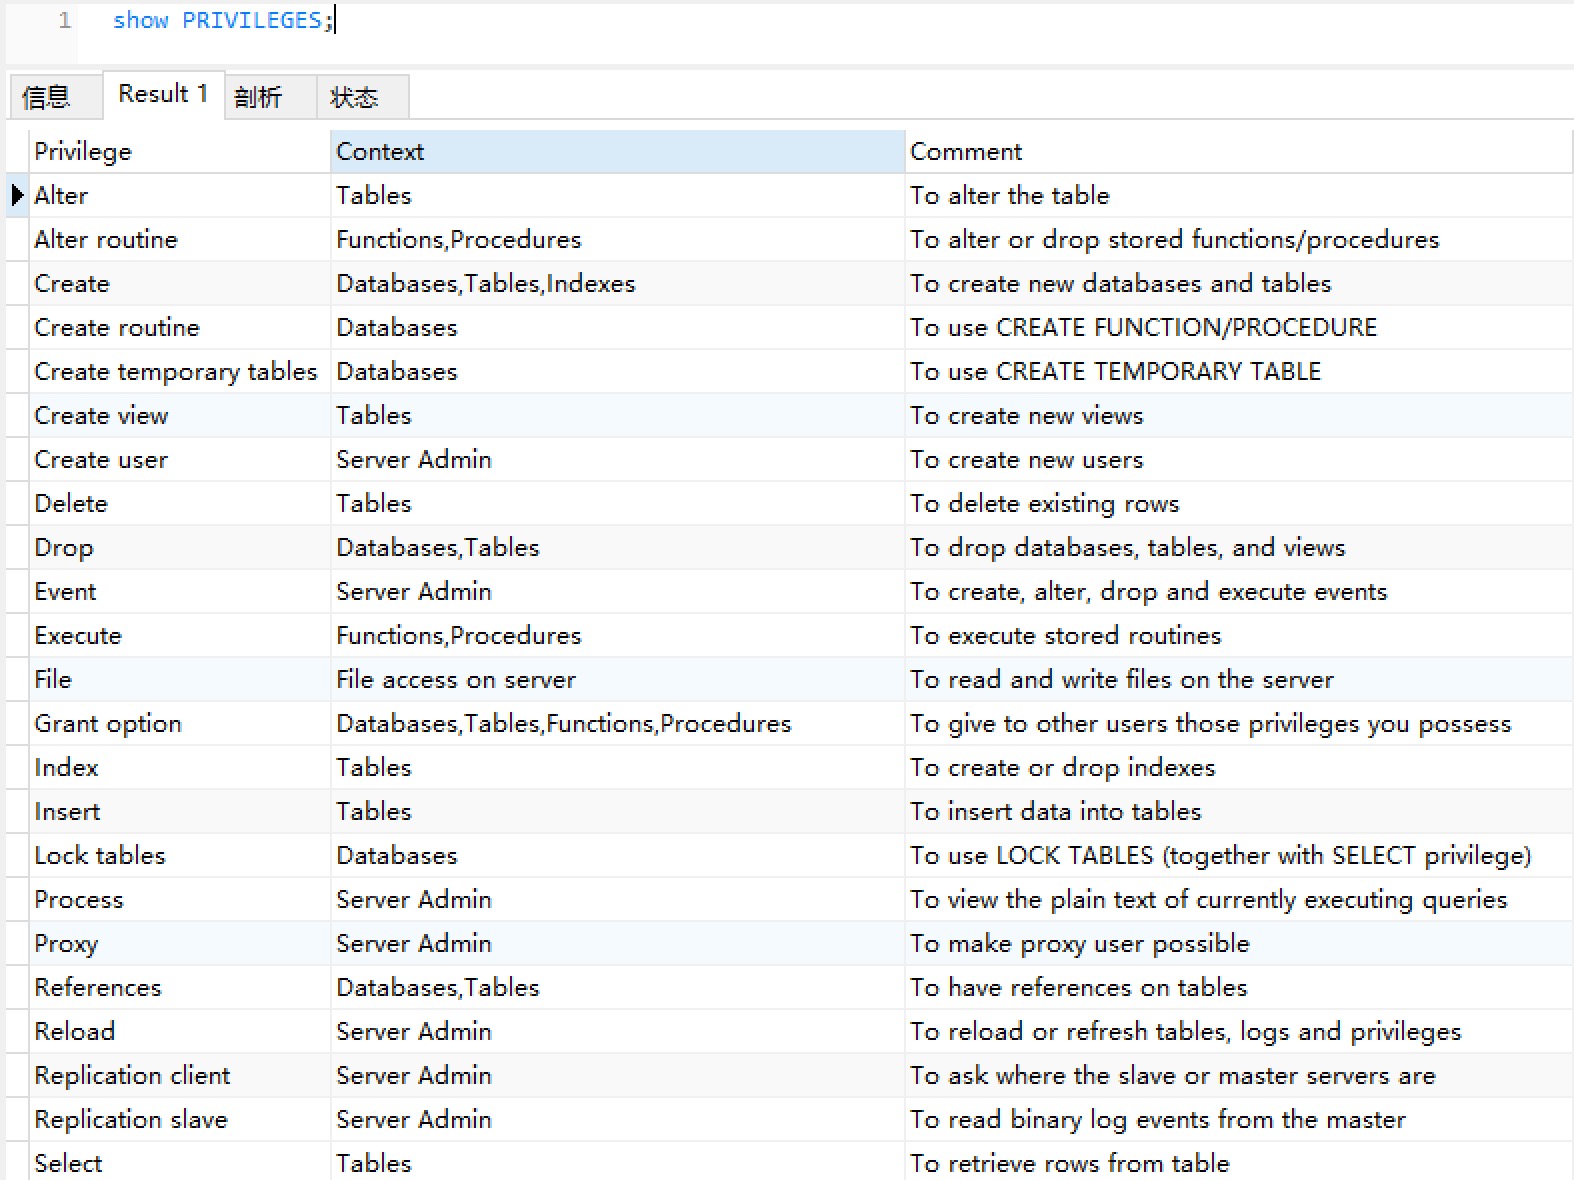 1 show PRIVILEGES;
信息 Result 1 剖析 状态
Privilege Context Comment
Alter Tables To alter the table
Alter routine Functions,Procedures To alter or drop stored functions/procedures
Create Databases,Tables,Indexes To create new databases and tables
Create routine Databases To use CREATE FUNCTION/PROCEDURE
Create temporary tables Databases To use CREATE TEMPORARY TABLE
Create view Tables To create new views
Create user Server Admin To create new users
Delete Tables To delete existing rows
Drop Databases,Tables To drop databases, tables, and views
Event Server Admin To create, alter, drop and execute events
Execute Functions,Procedures To execute stored routines
File File access on server To read and write files on the server
Grant option Databases,Tables,Functions,Procedures To give to other users those privileges you possess
Index Tables To create or drop indexes
Insert Tables To insert data into tables
Lock tables Databases To use LOCK TABLES (together with SELECT privilege)
Process Server Admin To view the plain text of currently executing queries
Proxy Server Admin To make proxy user possible
References Databases,Tables To have references on tables
Reload Server Admin To reload or refresh tables, logs and privileges
Replication client Server Admin To ask where the slave or master servers are
Replication slave Server Admin To read binary log events from the master
Select Tables To retrieve rows from table